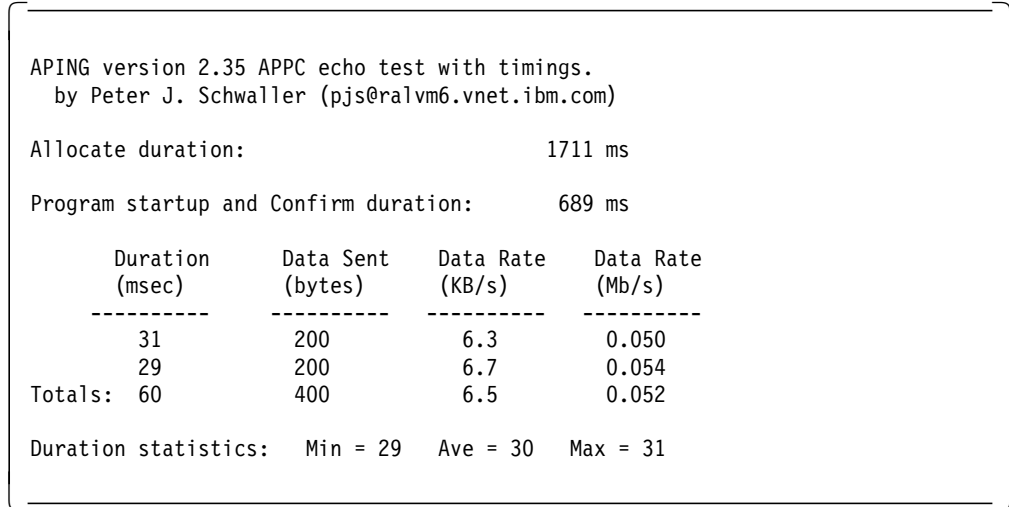 APING version 2.35 APPC echo test with timings.
by Peter J. Schwaller (pjs@ralvm6.vnet.ibm.com)
Allocate duration: 1711 ms
Program startup and Confirm duration: 689 ms
Duration Data Sent Data Rate Data Rate
(msec) (bytes) (KB/s) (Mb/s)
---------- ---------- ---------- ----------
31 200 6.3 0.050
29 200 6.7 0.054
Totals: 60 400 6.5 0.052
Duration statistics: Min = 29 Ave = 30 Max = 31